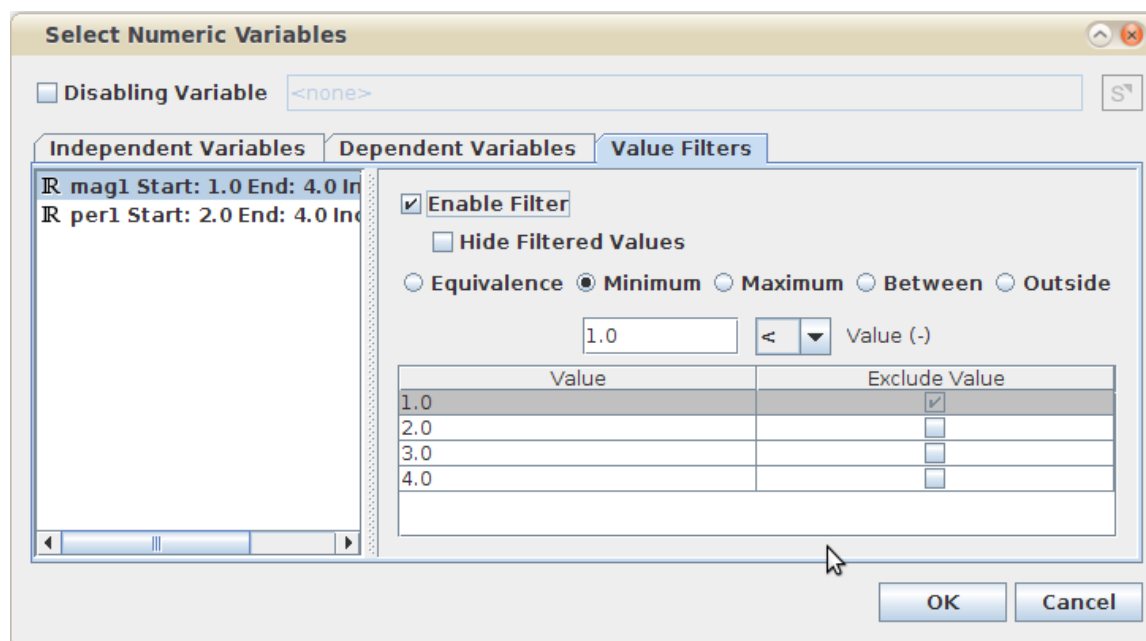 Select Numeric Variables
Disabling Variable <none> S
Independent Variables Dependent Variables Value Filters
ℝ mag1 Start: 1.0 End: 4.0 In
ℝ per1 Start: 2.0 End: 4.0 Inc
Enable Filter
Hide Filtered Values
Equivalence Minimum Maximum Between Outside
1.0 < Value (-)
Value Exclude Value
1.0
2.0
3.0
4.0
OK Cancel